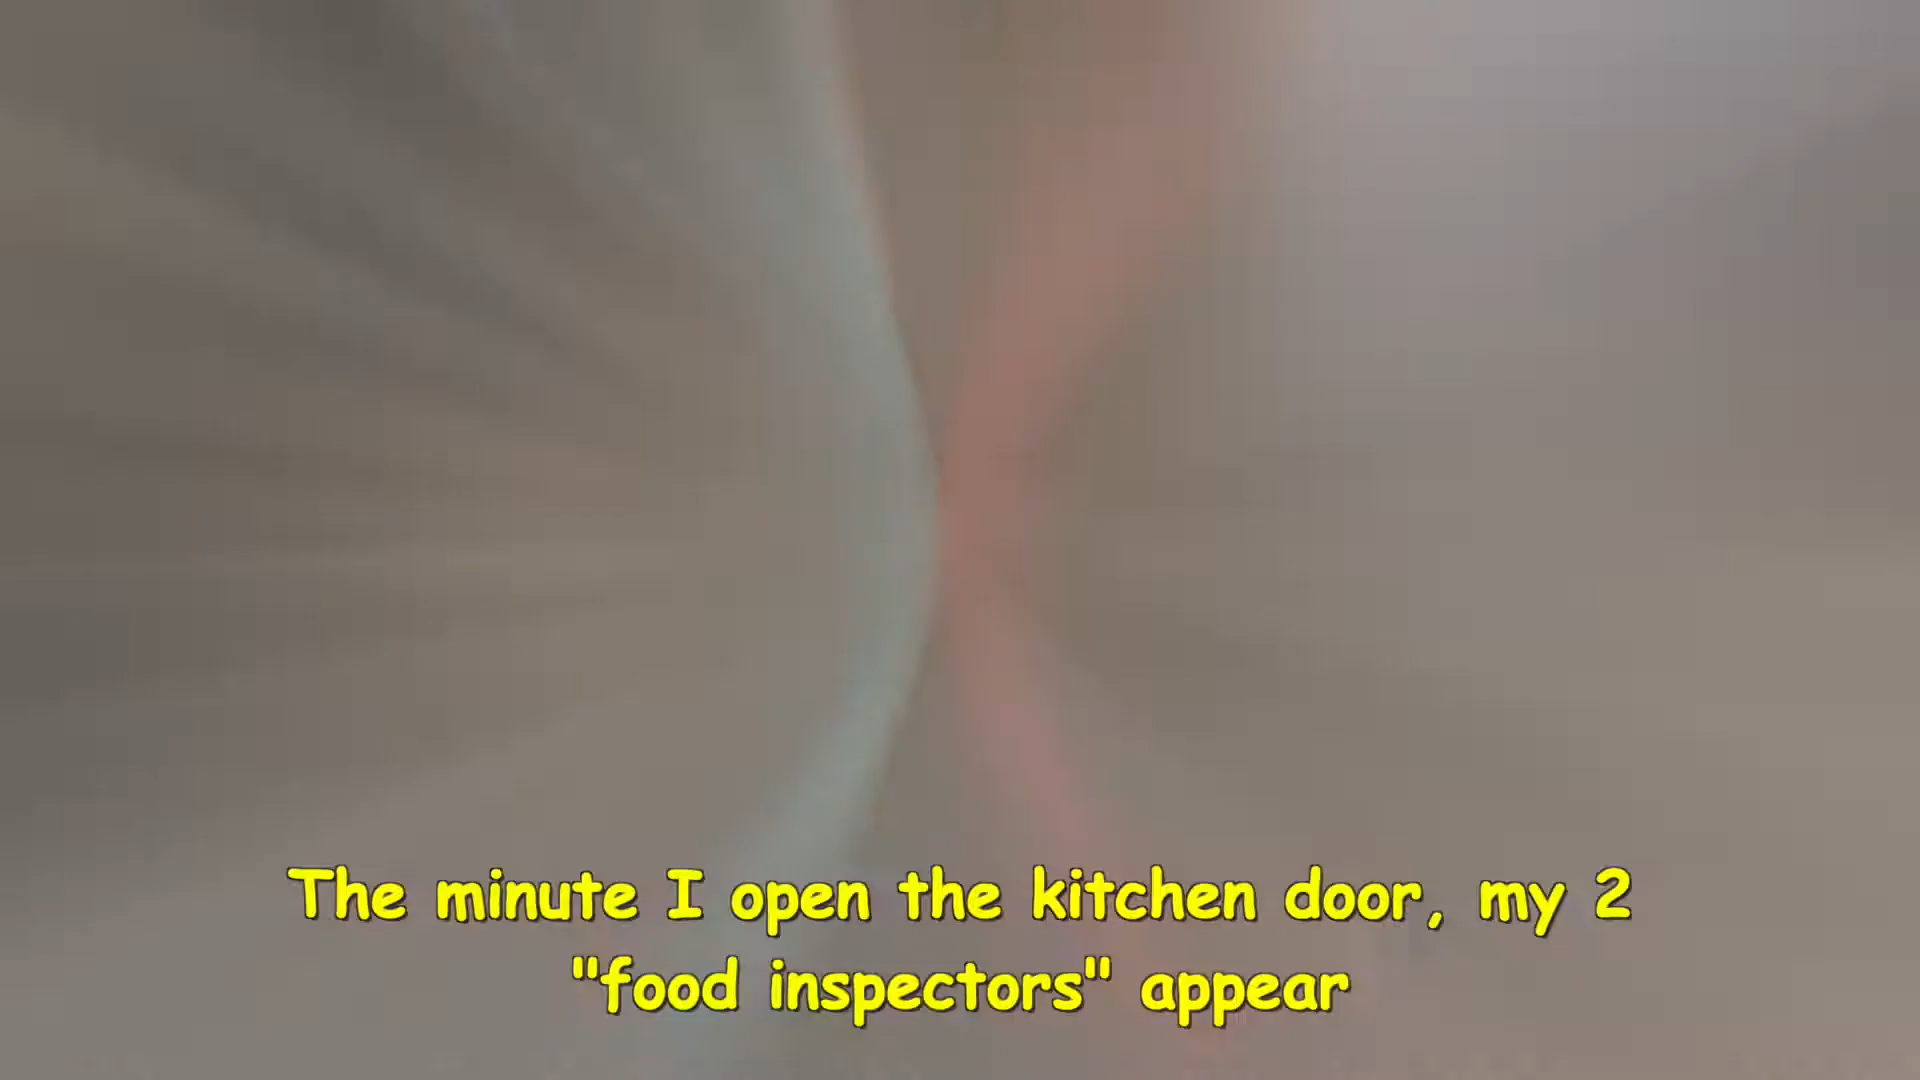 The minute I open the kitchen door, my 2
"food inspectors" appear